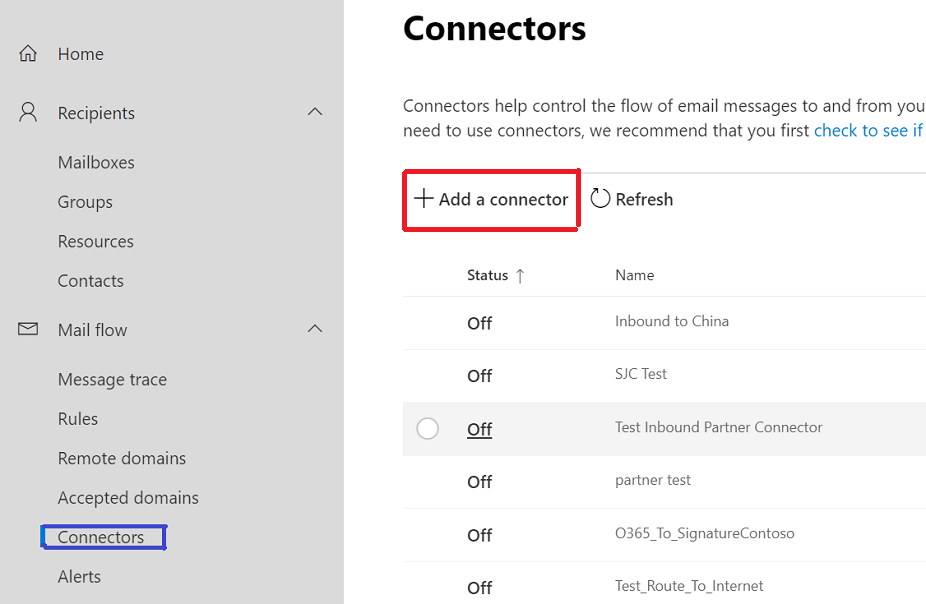 Home
Recipients
Mailboxes
Groups
Resources
Contacts
Mail flow
Message trace
Rules
Remote domains
Accepted domains
Connectors
Alerts
Connectors
Connectors help control the flow of email messages to and from you
need to use connectors, we recommend that you first check to see if
Add a connector Refresh
Status ↑ Name
Off Inbound to China
Off SJC Test
Off Test Inbound Partner Connector
Off partner test
Off O365_To_SignatureContoso
Off Test_Route_To_Internet